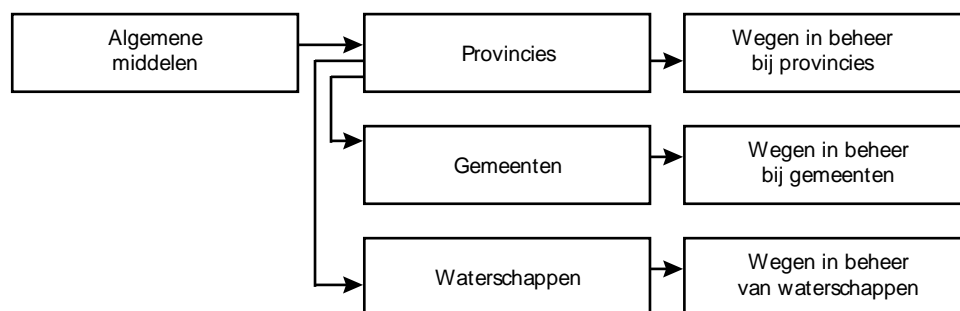 Algemene
middelen
Provincies
Wegen in beheer
bij provincies
Gemeenten
Wegen in beheer
bij gemeenten
Waterschappen
Wegen in beheer
van waterschappen